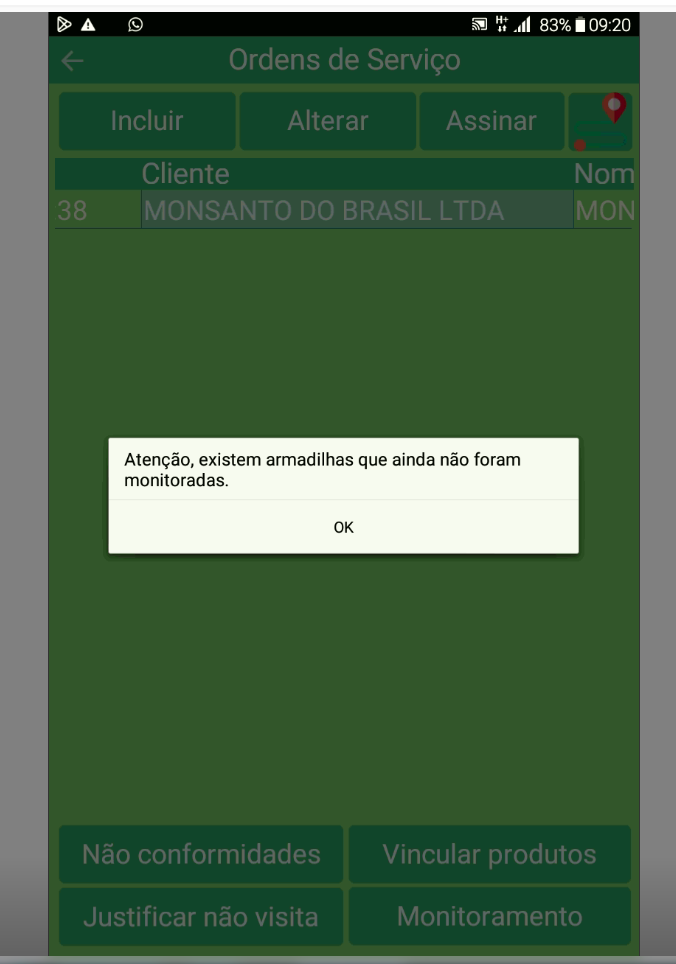 H+ 83% 09:20
Ordens de Serviço
Incluir Alterar Assinar
Cliente Nom
38 MONSANTO DO BRASIL LTDA MON
Atenção, existem armadilhas que ainda não foram
monitoradas.
OK
Não conformidades Vincular produtos
Justificar não visita Monitoramento